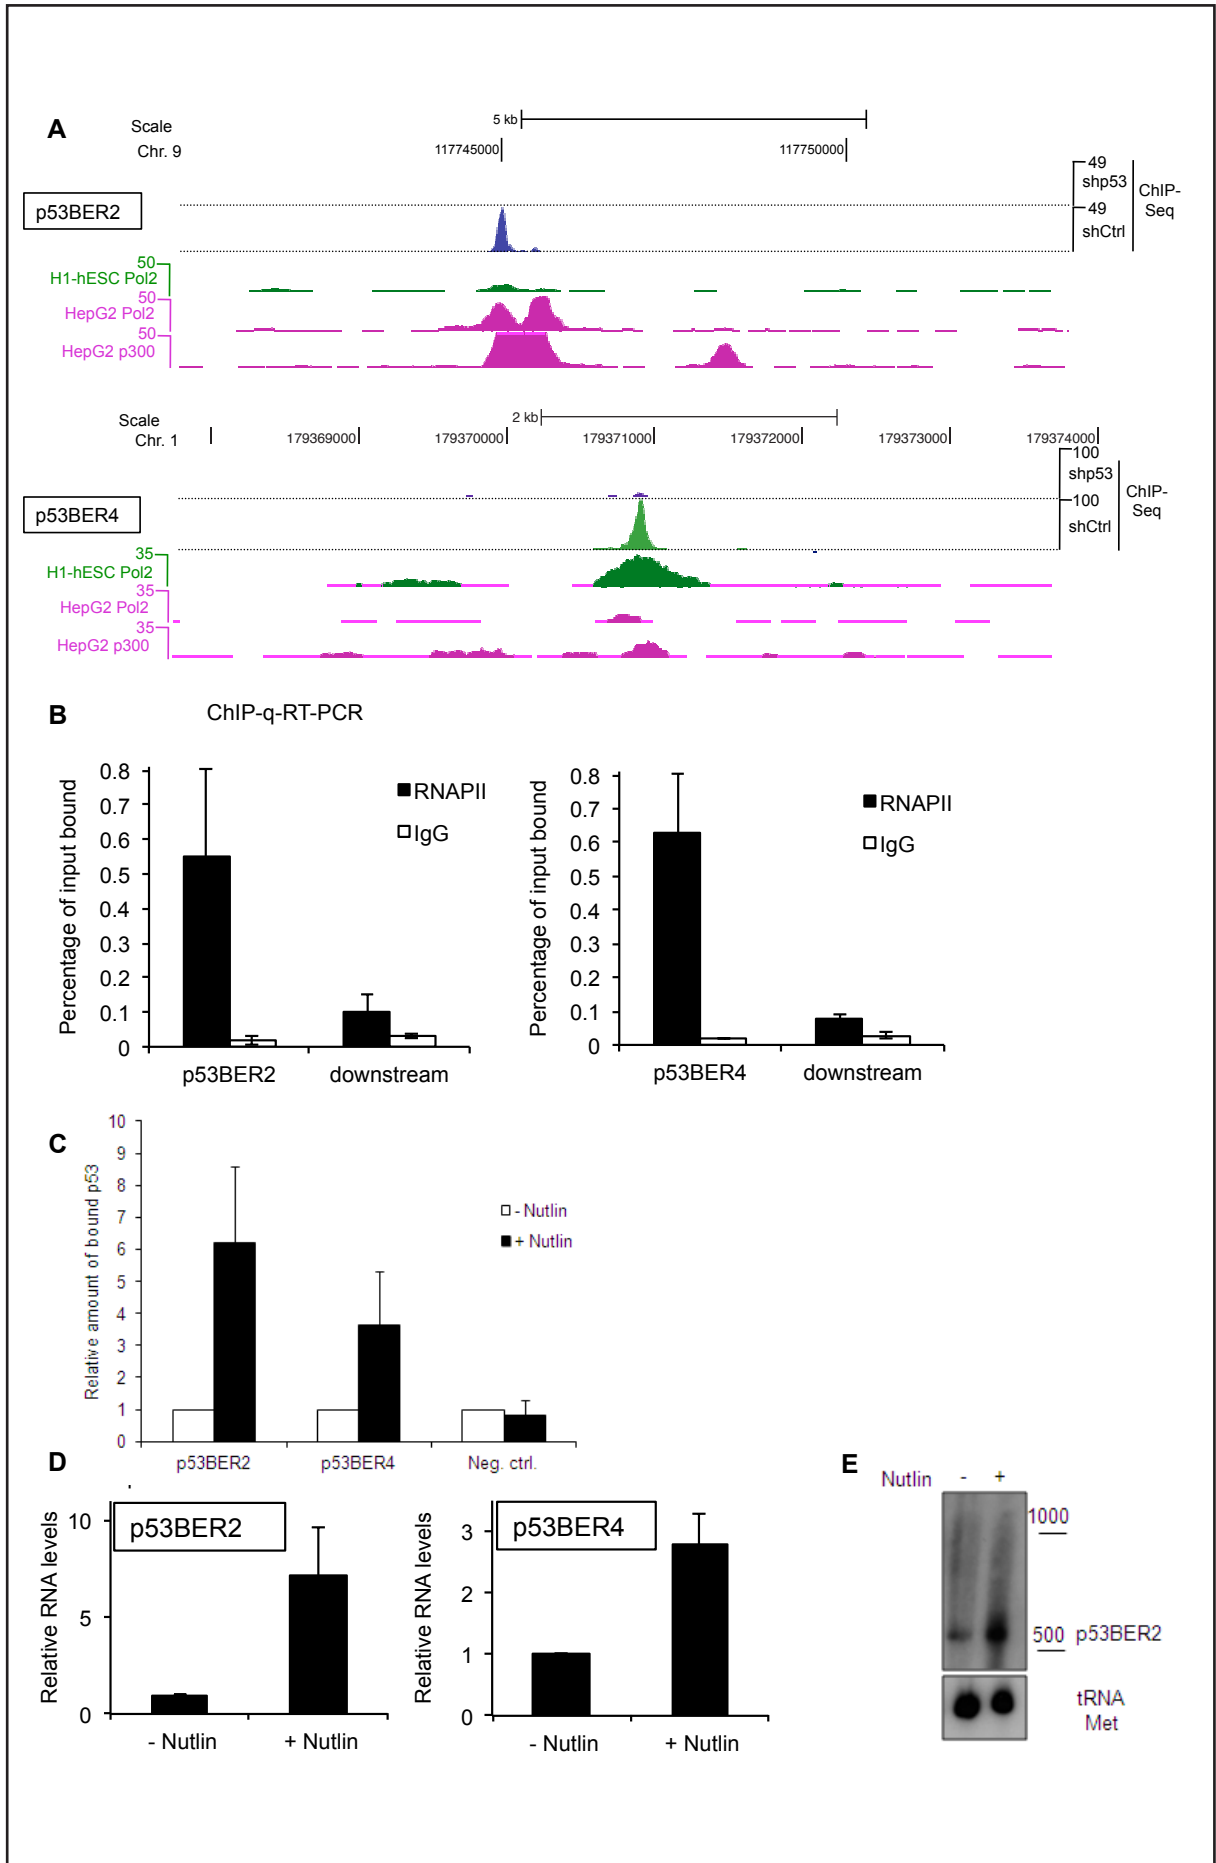 A
Scale
5 kb
Chr. 9
117745000
117750000
49
shp53
49
shCtrl
ChIP-
Seq
p53BER2
50
H1-hESC Pol2
50
HepG2 Pol2
50
HepG2 p300
Scale
2 kb
Chr. 1
179369000
179370000
179371000
179372000
179373000
179374000
100
shp53
100
shCtrl
ChIP-
Seq
p53BER4
35
H1-hESC Pol2
35
HepG2 Pol2
35
HepG2 p300
B
ChIP-q-RT-PCR
Percentage of input bound
0.8
0.7
0.6
0.5
0.4
0.3
0.2
0.1
0
RNAPII
IgG
p53BER2
downstream
Percentage of input bound
0.8
0.7
0.6
0.5
0.4
0.3
0.2
0.1
0
RNAPII
IgG
p53BER4
downstream
C
Relative amount of bound p53
10
9
8
7
6
5
4
3
2
1
0
- Nutlin
+ Nutlin
p53BER2
p53BER4
Neg. ctrl.
D
Relative RNA levels
10
5
0
p53BER2
- Nutlin
+ Nutlin
Relative RNA levels
3
2
1
0
p53BER4
- Nutlin
+ Nutlin
E
Nutlin - +
1000
500 p53BER2
tRNA
Met